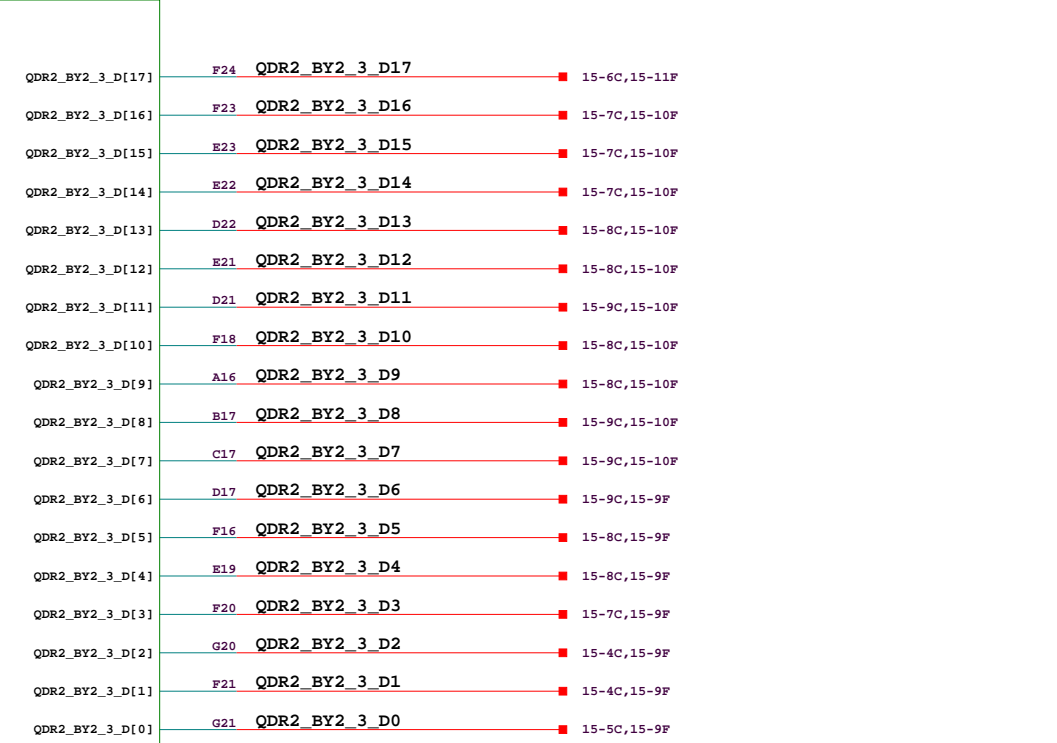 QDR2_BY2_3_D[17] F24 QDR2_BY2_3_D17 15-6C,15-11F
QDR2_BY2_3_D[16] F23 QDR2_BY2_3_D16 15-7C,15-10F
QDR2_BY2_3_D[15] E23 QDR2_BY2_3_D15 15-7C,15-10F
QDR2_BY2_3_D[14] E22 QDR2_BY2_3_D14 15-7C,15-10F
QDR2_BY2_3_D[13] D22 QDR2_BY2_3_D13 15-8C,15-10F
QDR2_BY2_3_D[12] E21 QDR2_BY2_3_D12 15-8C,15-10F
QDR2_BY2_3_D[11] D21 QDR2_BY2_3_D11 15-9C,15-10F
QDR2_BY2_3_D[10] F18 QDR2_BY2_3_D10 15-8C,15-10F
QDR2_BY2_3_D[9] A16 QDR2_BY2_3_D9 15-8C,15-10F
QDR2_BY2_3_D[8] B17 QDR2_BY2_3_D8 15-9C,15-10F
QDR2_BY2_3_D[7] C17 QDR2_BY2_3_D7 15-9C,15-10F
QDR2_BY2_3_D[6] D17 QDR2_BY2_3_D6 15-9C,15-9F
QDR2_BY2_3_D[5] F16 QDR2_BY2_3_D5 15-8C,15-9F
QDR2_BY2_3_D[4] E19 QDR2_BY2_3_D4 15-8C,15-9F
QDR2_BY2_3_D[3] F20 QDR2_BY2_3_D3 15-7C,15-9F
QDR2_BY2_3_D[2] G20 QDR2_BY2_3_D2 15-4C,15-9F
QDR2_BY2_3_D[1] F21 QDR2_BY2_3_D1 15-4C,15-9F
QDR2_BY2_3_D[0] G21 QDR2_BY2_3_D0 15-5C,15-9F